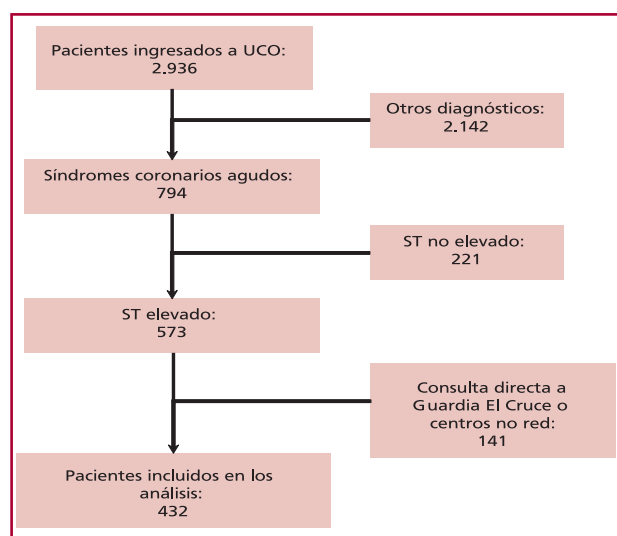 Pacientes ingresados a UCO:
2.936
Otros diagnósticos:
2.142
Síndromes coronarios agudos:
794
ST no elevado:
221
ST elevado:
573
Consulta directa a
Guardia El Cruce o
centros no red:
141
Pacientes incluidos en los
análisis:
432